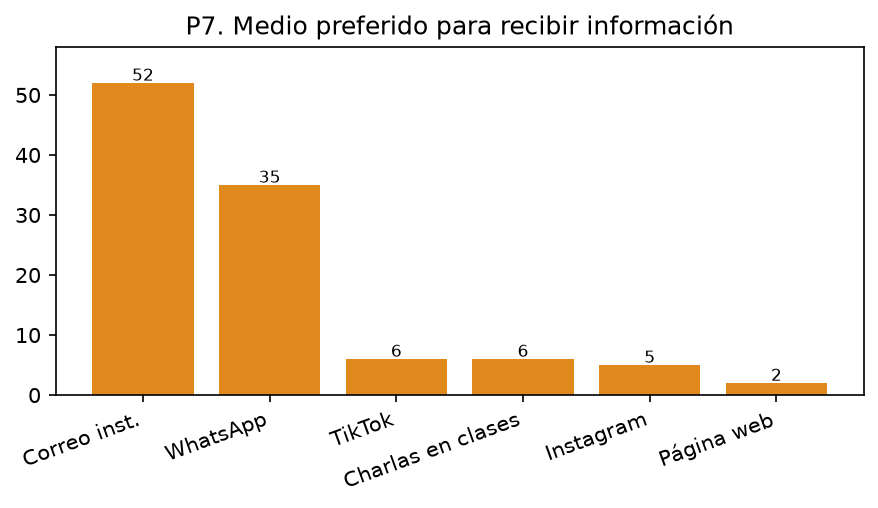 P7. Medio preferido para recibir información
52
35
6
6
5
2
50
40
30
20
10
0
Correo inst.
WhatsApp
TikTok
Charlas en clases
Instagram
Página web